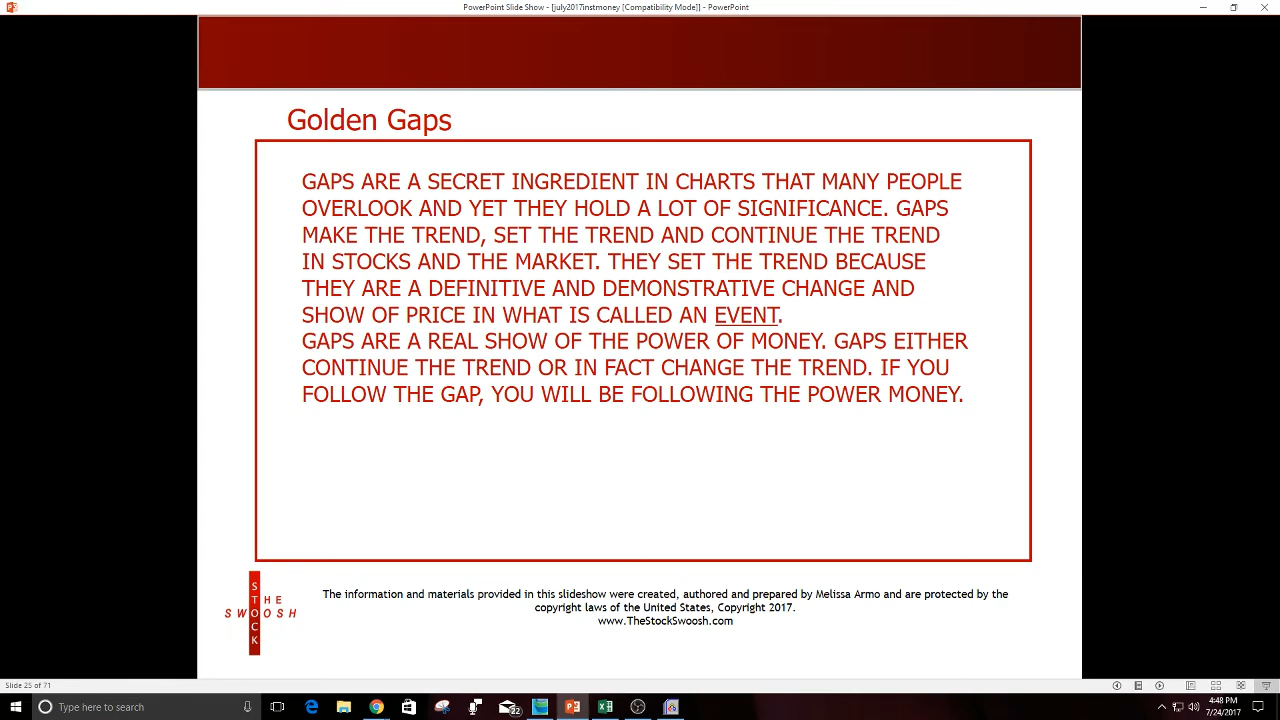 PowerPoint Slide Show - [july2017instmoney [Compatibility Mode]] - PowerPoint
Golden Gaps
GAPS ARE A SECRET INGREDIENT IN CHARTS THAT MANY PEOPLE
OVERLOOK AND YET THEY HOLD A LOT OF SIGNIFICANCE. GAPS
MAKE THE TREND, SET THE TREND AND CONTINUE THE TREND
IN STOCKS AND THE MARKET. THEY SET THE TREND BECAUSE
THEY ARE A DEFINITIVE AND DEMONSTRATIVE CHANGE AND
SHOW OF PRICE IN WHAT IS CALLED AN EVENT.
GAPS ARE A REAL SHOW OF THE POWER OF MONEY. GAPS EITHER
CONTINUE THE TREND OR IN FACT CHANGE THE TREND. IF YOU
FOLLOW THE GAP, YOU WILL BE FOLLOWING THE POWER MONEY.
THE
STOCK
SWOOSH
The information and materials provided in this slideshow were created, authored and prepared by Melissa Armo and are protected by the
copyright laws of the United States, Copyright 2017.
www.TheStockSwoosh.com
Slide 25 of 71
Type here to search
22
4:48 PM
7/24/2017